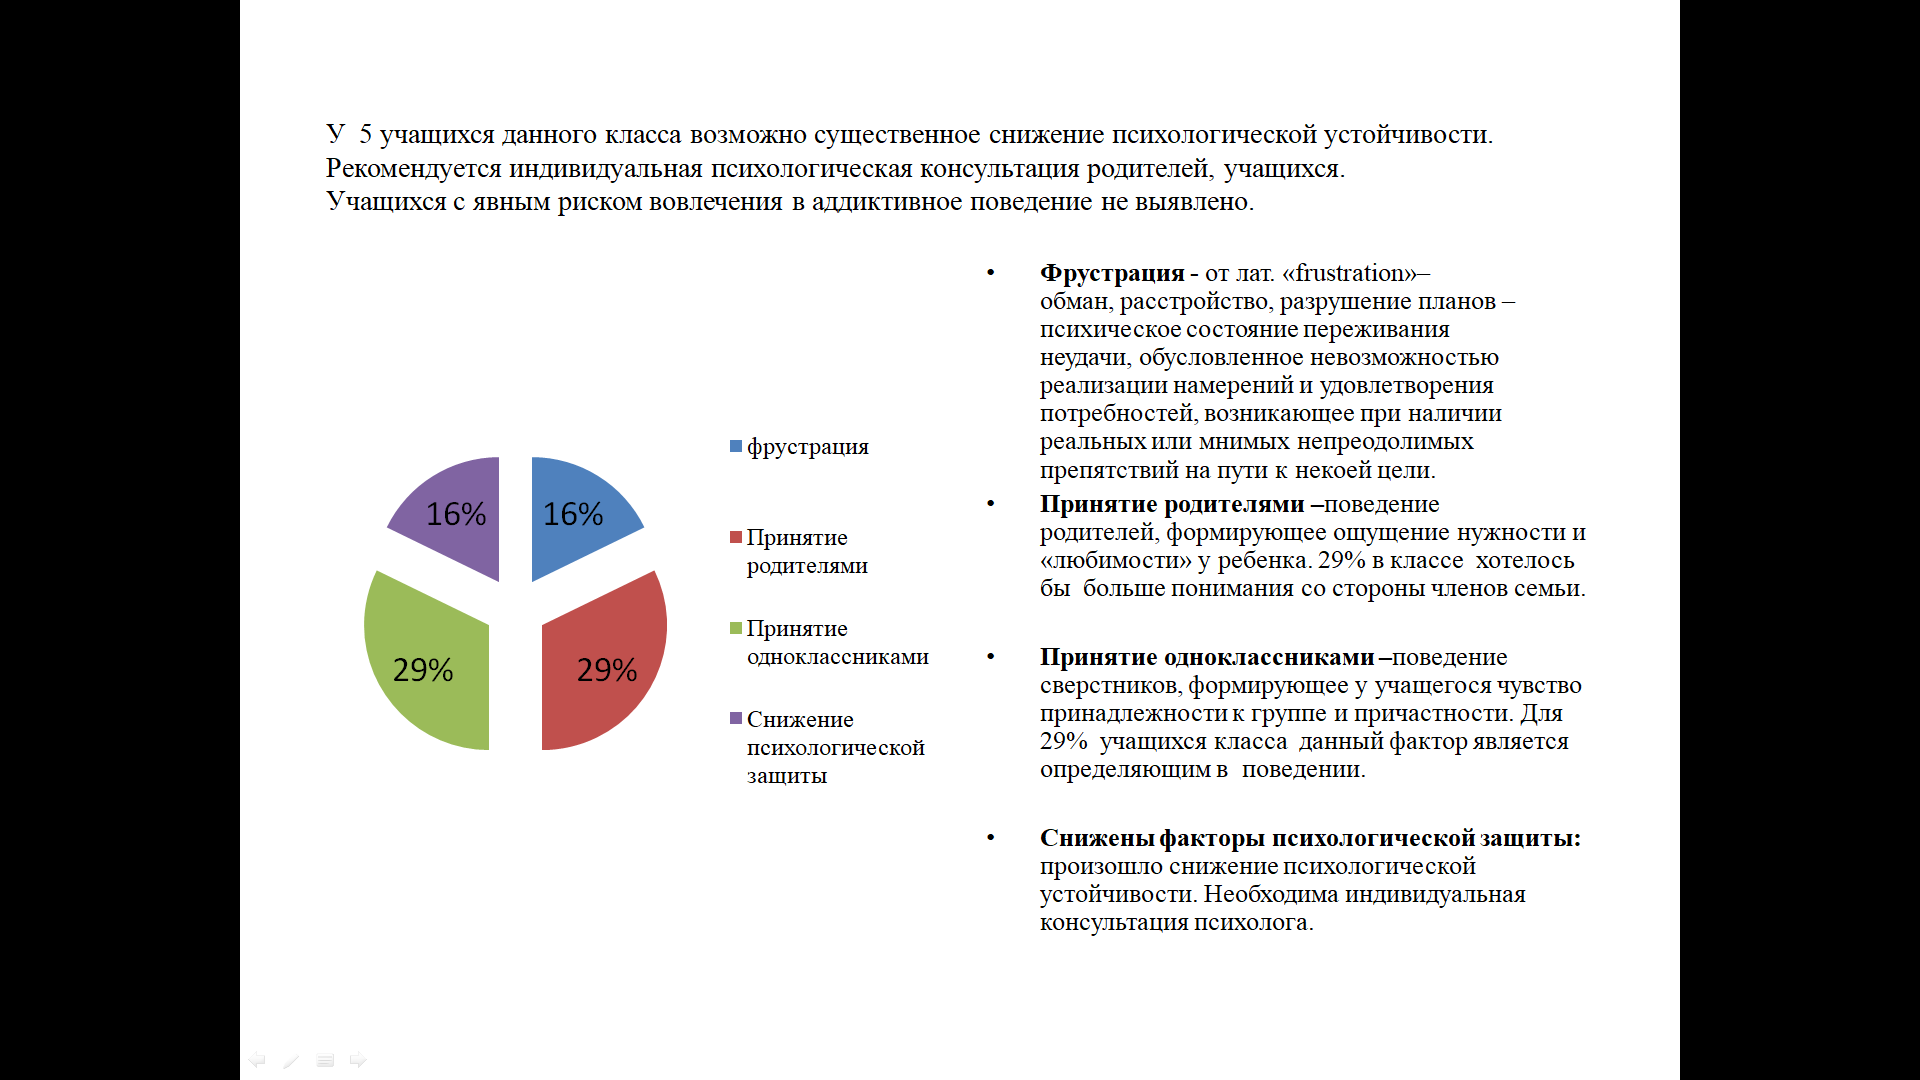 У  5 учащихся данного класса возможно существенное снижение психологической устойчивости.
Рекомендуется индивидуальная психологическая консультация родителей, учащихся.
Учащихся с явным риском вовлечения в аддиктивное поведение не выявлено.
16%
16%
29%
29%
фрустрация
Принятие
родителями
Принятие
одноклассниками
Снижение
психологической
защиты
• Фрустрация - от лат. «frustration»–
обман, расстройство, разрушение планов –
психическое состояние переживания
неудачи, обусловленное невозможностью
реализации намерений и удовлетворения
потребностей, возникающее при наличии
реальных или мнимых непреодолимых
препятствий на пути к некоей цели.
• Принятие родителями –поведение
родителей, формирующее ощущение нужности и
«любимости» у ребенка. 29% в классе  хотелось
бы  больше понимания со стороны членов семьи.
• Принятие одноклассниками –поведение
сверстников, формирующее у учащегося чувство
принадлежности к группе и причастности. Для
29%  учащихся класса  данный фактор является
определяющим в  поведении.
• Снижены факторы психологической защиты:
произошло снижение психологической
устойчивости. Необходима индивидуальная
консультация психолога.